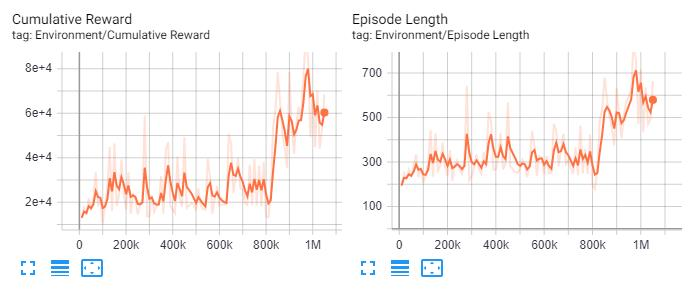 Cumulative Reward
tag: Environment/Cumulative Reward
8e+4
6e+4
4e+4
2e+4
0 200k 400k 600k 800k 1M
Episode Length
tag: Environment/Episode Length
700
500
300
100
0 200k 400k 600k 800k 1M